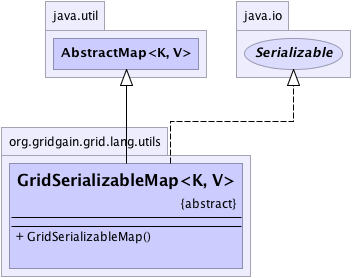 java.util
java.io
AbstractMap<K, V>
Serializable
org.gridgain.grid.lang.utils
GridSerializableMap<K, V>
{abstract}
+ GridSerializableMap()